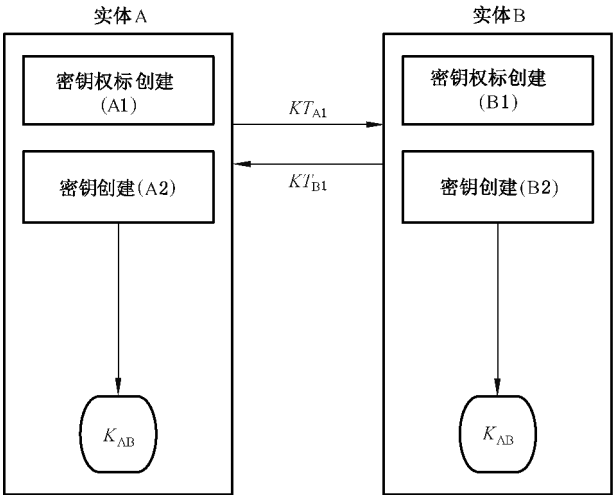 实体A
实体B
密钥权标创建
(A1)
密钥权标创建
(B1)
KT_A1
KT_B1
密钥创建(A2)
密钥创建(B2)
K_AB
K_AB